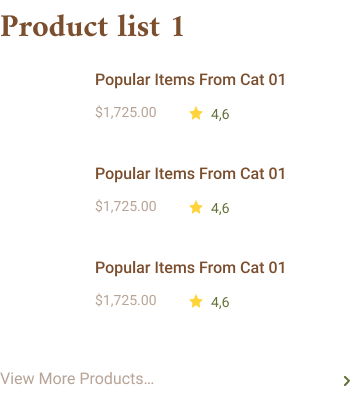 Product list 1
Popular Items From Cat 01
$1,725.00 4,6
Popular Items From Cat 01
$1,725.00 4,6
Popular Items From Cat 01
$1,725.00 4,6
View More Products...